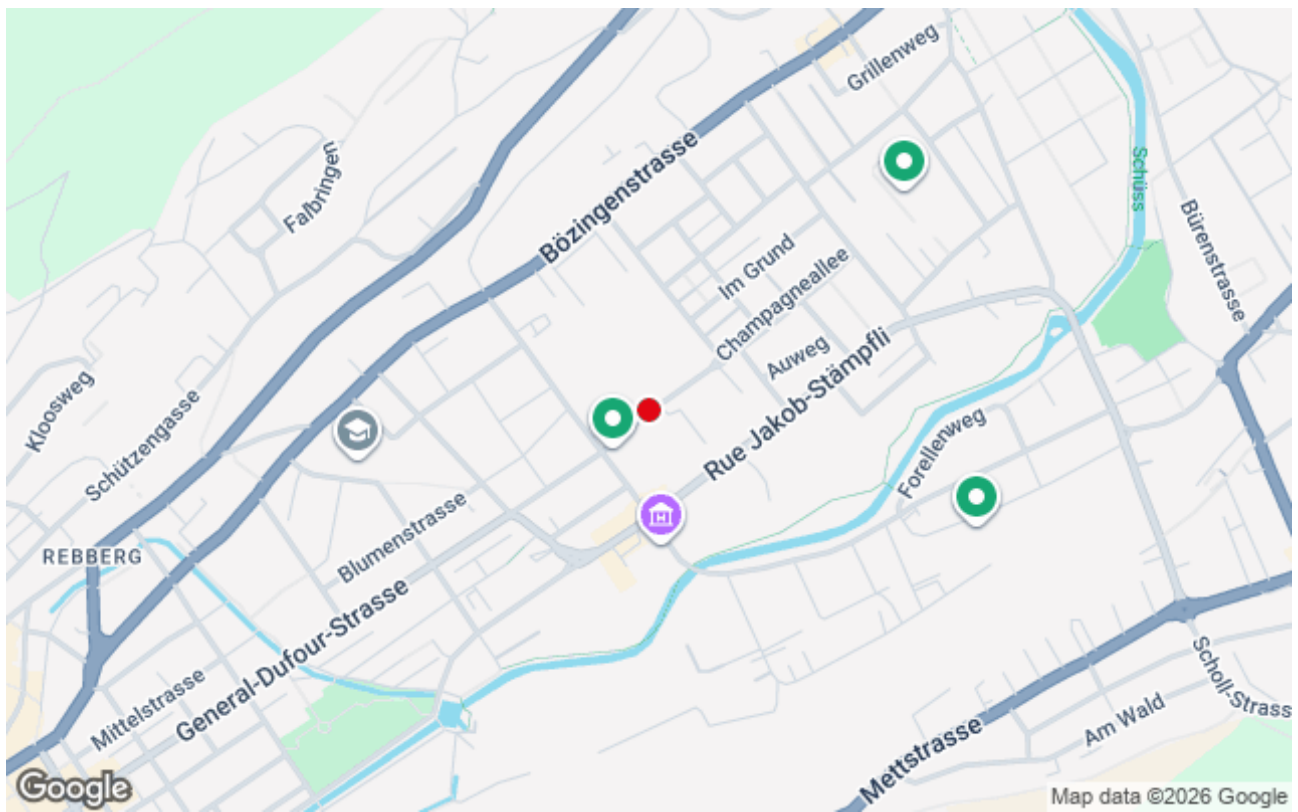 Grillenweg
Schüss
Falbringen
Bözingenstrasse
Bürenstrasse
Im Grund
Champagneallee
Auweg
Kloosweg
Schützengasse
Rue Jakob-Stämpfli
Forellenweg
Blumenstrasse
REBBERG
General-Dufour-Strasse
Mittelstrasse
Scholl-Strass
Am Wald
Mettstrasse
Google
Map data ©2026 Google